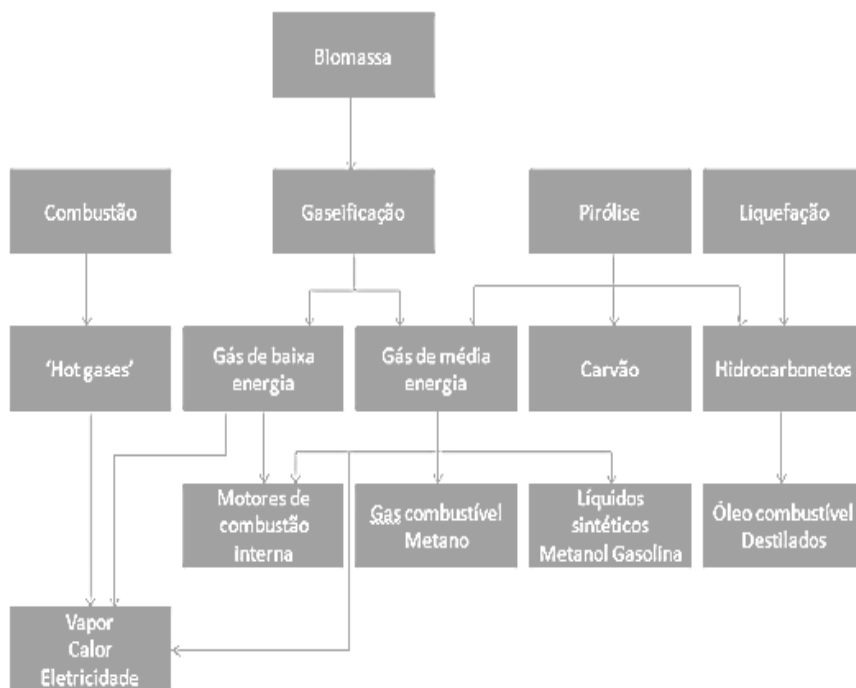 Biomassa
Combustão
Gaseificação
Pirólise
Liquefação
'Hot gases'
Gás de baixa
energia
Gás de média
energia
Carvão
Hidrocarbonetos
Motores de
combustão
interna
Gas combustível
Metano
Líquidos
sintéticos
Metanol Gasolina
Óleo combustível
Destilados
Vapor
Calor
Eletricidade